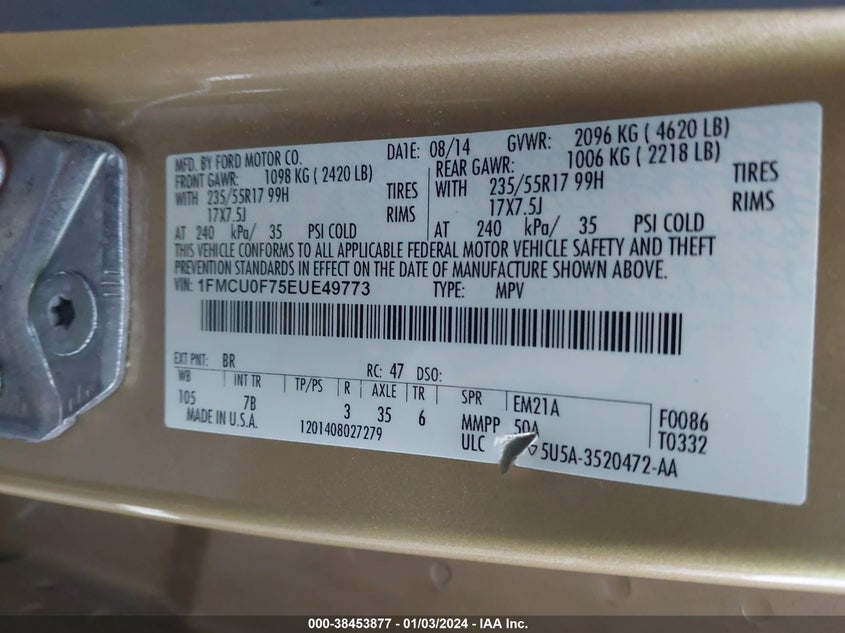 MFD. BY FORD MOTOR CO. DATE: 08/14 GVWR: 2096 KG ( 4620 LB)
FRONT GAWR: 1098 KG ( 2420 LB) REAR GAWR: 1006 KG ( 2218 LB)
WITH 235/55R17 99H TIRES WITH 235/55R17 99H TIRES
17X7.5J RIMS 17X7.5J RIMS
AT 240 kPa/ 35 PSI COLD AT 240 kPa/ 35 PSI COLD
THIS VEHICLE CONFORMS TO ALL APPLICABLE FEDERAL MOTOR VEHICLE SAFETY AND THEFT
PREVENTION STANDARDS IN EFFECT ON THE DATE OF MANUFACTURE SHOWN ABOVE.
VIN: 1FMCU0F75EUE49773 TYPE: MPV
EXT PNT: BR RC: 47 DSO:
WB INT TR TP/PS R AXLE TR SPR EM21A F0086
105 7B 3 35 6 MMPP 50A T0332
MADE IN U.S.A. 1201408027279 ULC 5U5A-3520472-AA
000-38453877 - 01/03/2024 - IAA Inc.